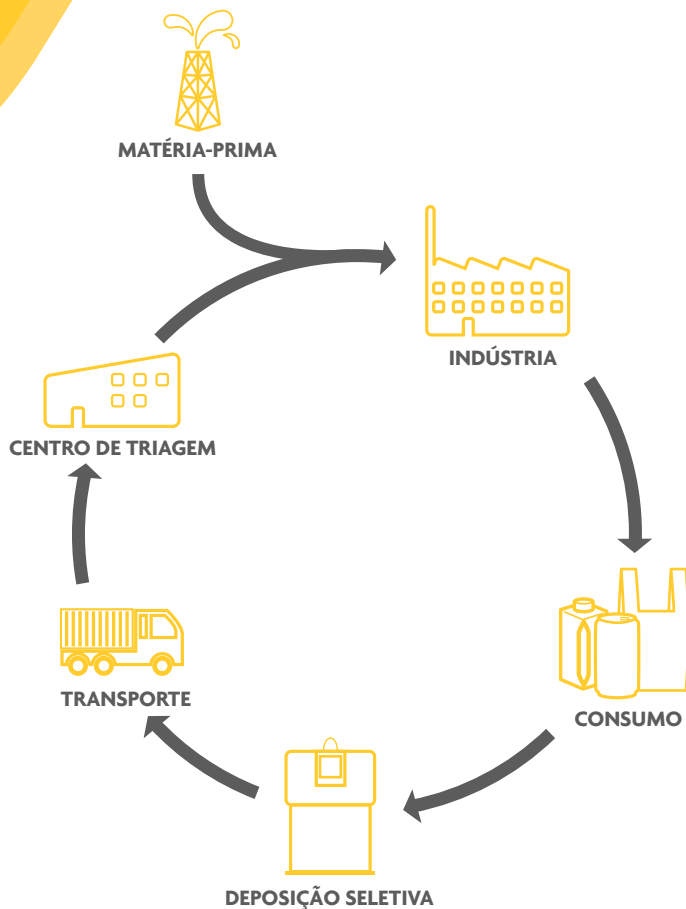 MATÉRIA-PRIMA
INDÚSTRIA
CONSUMO
DEPOSIÇÃO SELETIVA
TRANSPORTE
CENTRO DE TRIAGEM